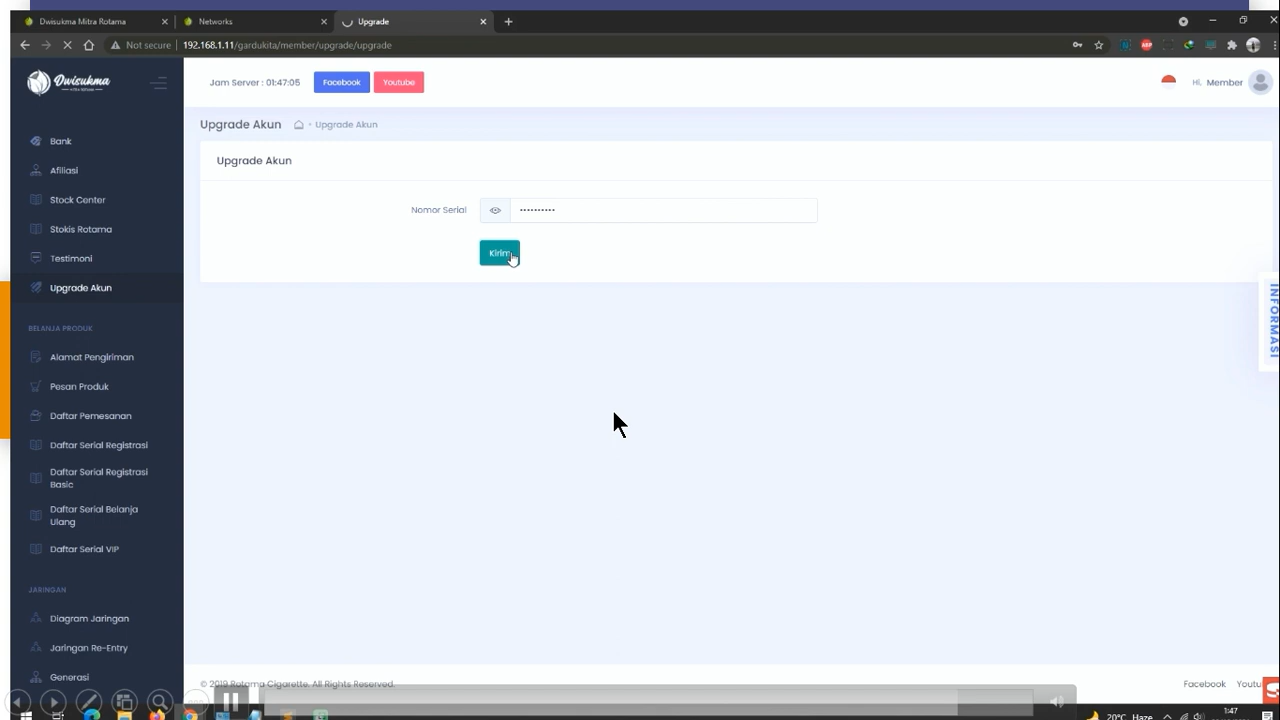 Dwisukma Mitra Rotama
Networks
Upgrade
Not secure
192.168.1.11/gardukita/member/upgrade/upgrade
Dwisukma
Jam Server : 01:47:05
Facebook
Youtube
Hi, Member
Upgrade Akun
Upgrade Akun
Bank
Afiliasi
Stock Center
Stokis Rotama
Testimoni
Upgrade Akun
BELANJA PRODUK
Alamat Pengiriman
Pesan Produk
Daftar Pemesanan
Daftar Serial Registrasi
Daftar Serial Registrasi
Basic
Daftar Serial Belanja
Ulang
Daftar Serial VIP
JARINGAN
Diagram Jaringan
Jaringan Re-Entry
Generasi
Upgrade Akun
Nomor Serial
Kirim
INFORMASI
© 2019 Rotama Cigarette. All Rights Reserved.
Facebook
Youtu
20°C Haze
1:47